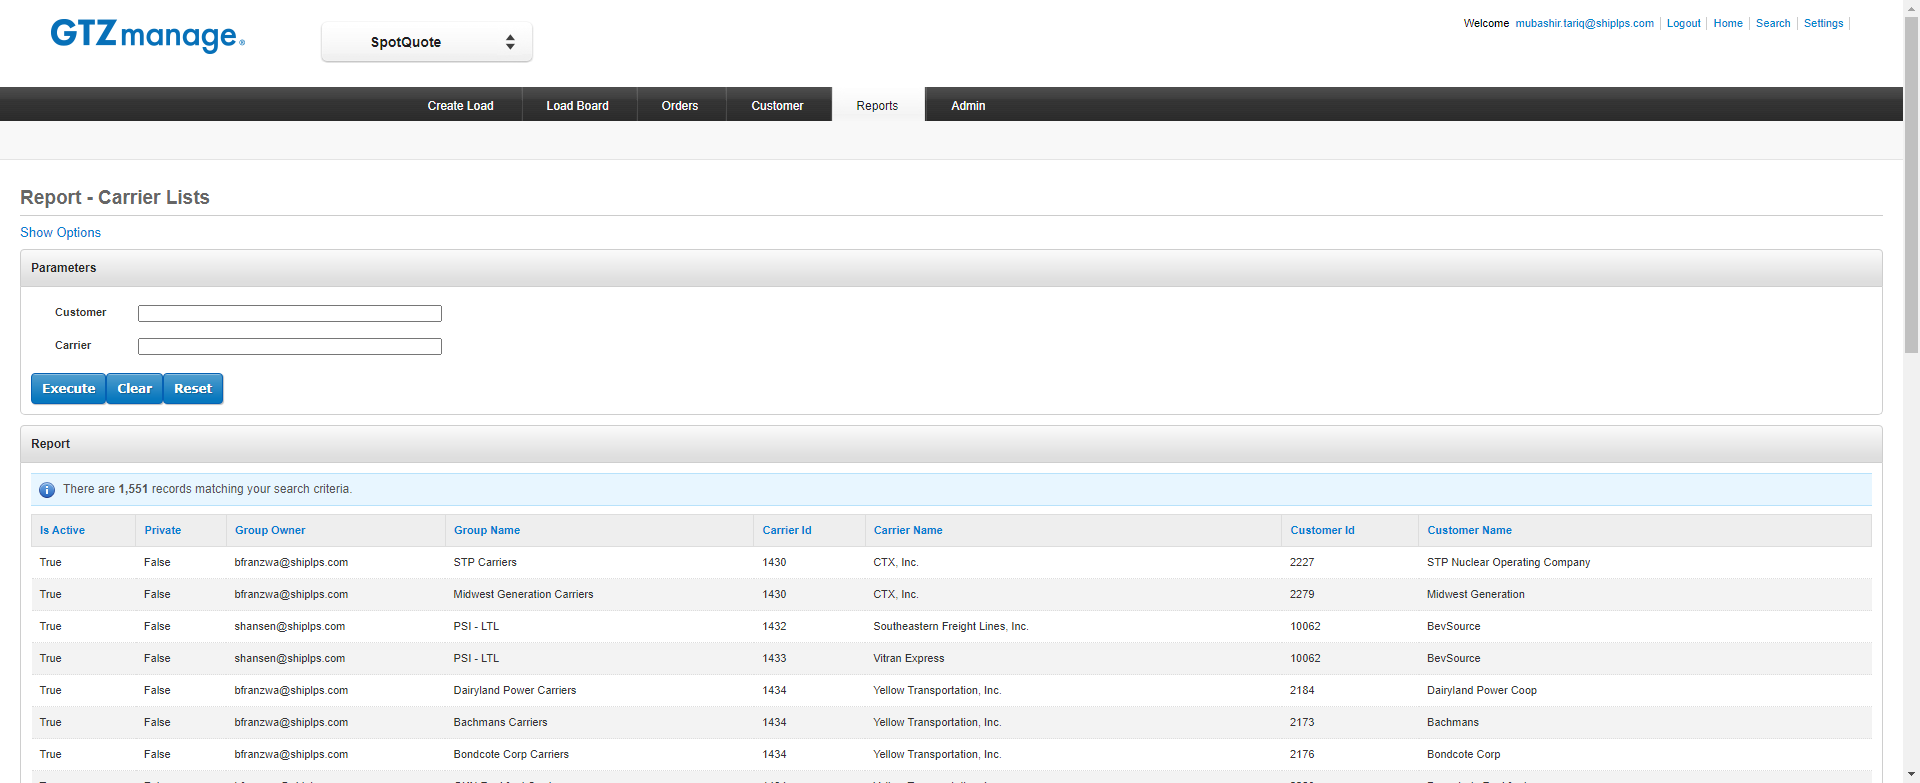 GTZmanage®
SpotQuote
Welcome mubashir.tariq@shiplps.com Logout Home Search Settings
Create Load Load Board Orders Customer Reports Admin
Report - Carrier Lists
Show Options
Parameters
Customer
Carrier
Execute Clear Reset
Report
There are 1,551 records matching your search criteria.
Is Active Private Group Owner Group Name Carrier Id Carrier Name Customer Id Customer Name
True False bfranzwa@shiplps.com STP Carriers 1430 CTX, Inc. 2227 STP Nuclear Operating Company
True False bfranzwa@shiplps.com Midwest Generation Carriers 1430 CTX, Inc. 2279 Midwest Generation
True False shansen@shiplps.com PSI - LTL 1432 Southeastern Freight Lines, Inc. 10062 BevSource
True False shansen@shiplps.com PSI - LTL 1433 Vitran Express 10062 BevSource
True False bfranzwa@shiplps.com Dairyland Power Carriers 1434 Yellow Transportation, Inc. 2184 Dairyland Power Coop
True False bfranzwa@shiplps.com Bachmans Carriers 1434 Yellow Transportation, Inc. 2173 Bachmans
True False bfranzwa@shiplps.com Bondcote Corp Carriers 1434 Yellow Transportation, Inc. 2176 Bondcote Corp